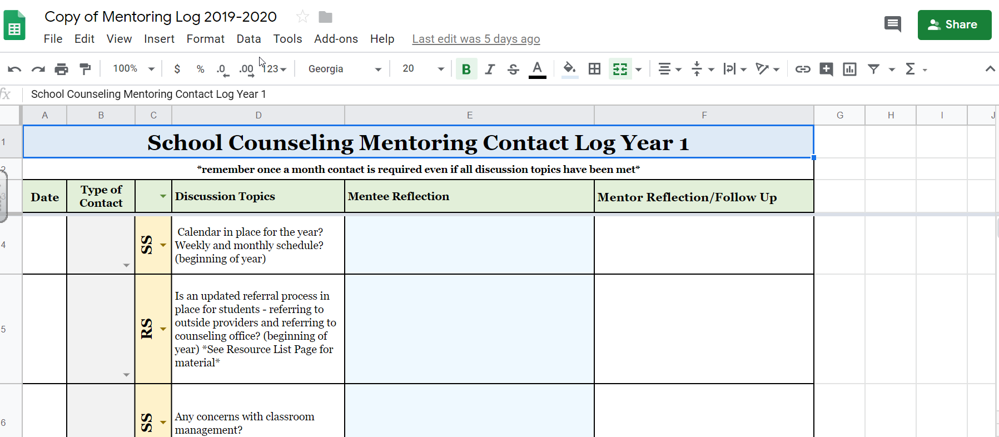 Copy of Mentoring Log 2019-2020
File Edit View Insert Format Data Tools Add-ons Help Last edit was 5 days ago
Share
100% $ % .0 .00 123 Georgia 20 B I S A
fx School Counseling Mentoring Contact Log Year 1
A B C D E F G H I J
1 School Counseling Mentoring Contact Log Year 1
2 *remember once a month contact is required even if all discussion topics have been met*
3 Date Type of Contact Discussion Topics Mentee Reflection Mentor Reflection/Follow Up
4 SS Calendar in place for the year?
Weekly and monthly schedule?
(beginning of year)
5 RS Is an updated referral process in
place for students - referring to
outside providers and referring to
counseling office? (beginning of
year) *See Resource List Page for
material*
6 SS Any concerns with classroom
management?